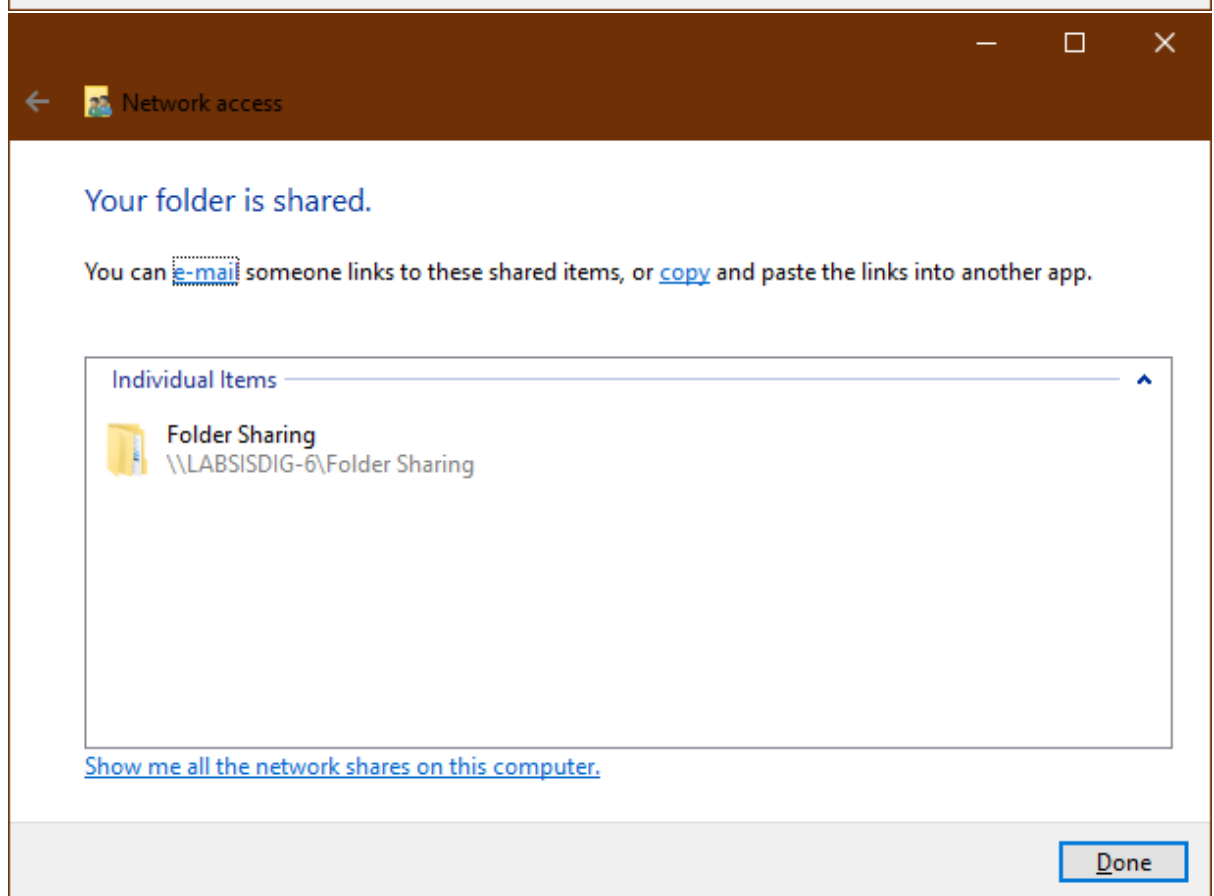 Network access
Your folder is shared.
You can e-mail someone links to these shared items, or copy and paste the links into another app.
Individual Items
Folder Sharing
\\LABSISDIG-6\Folder Sharing
Show me all the network shares on this computer.
Done